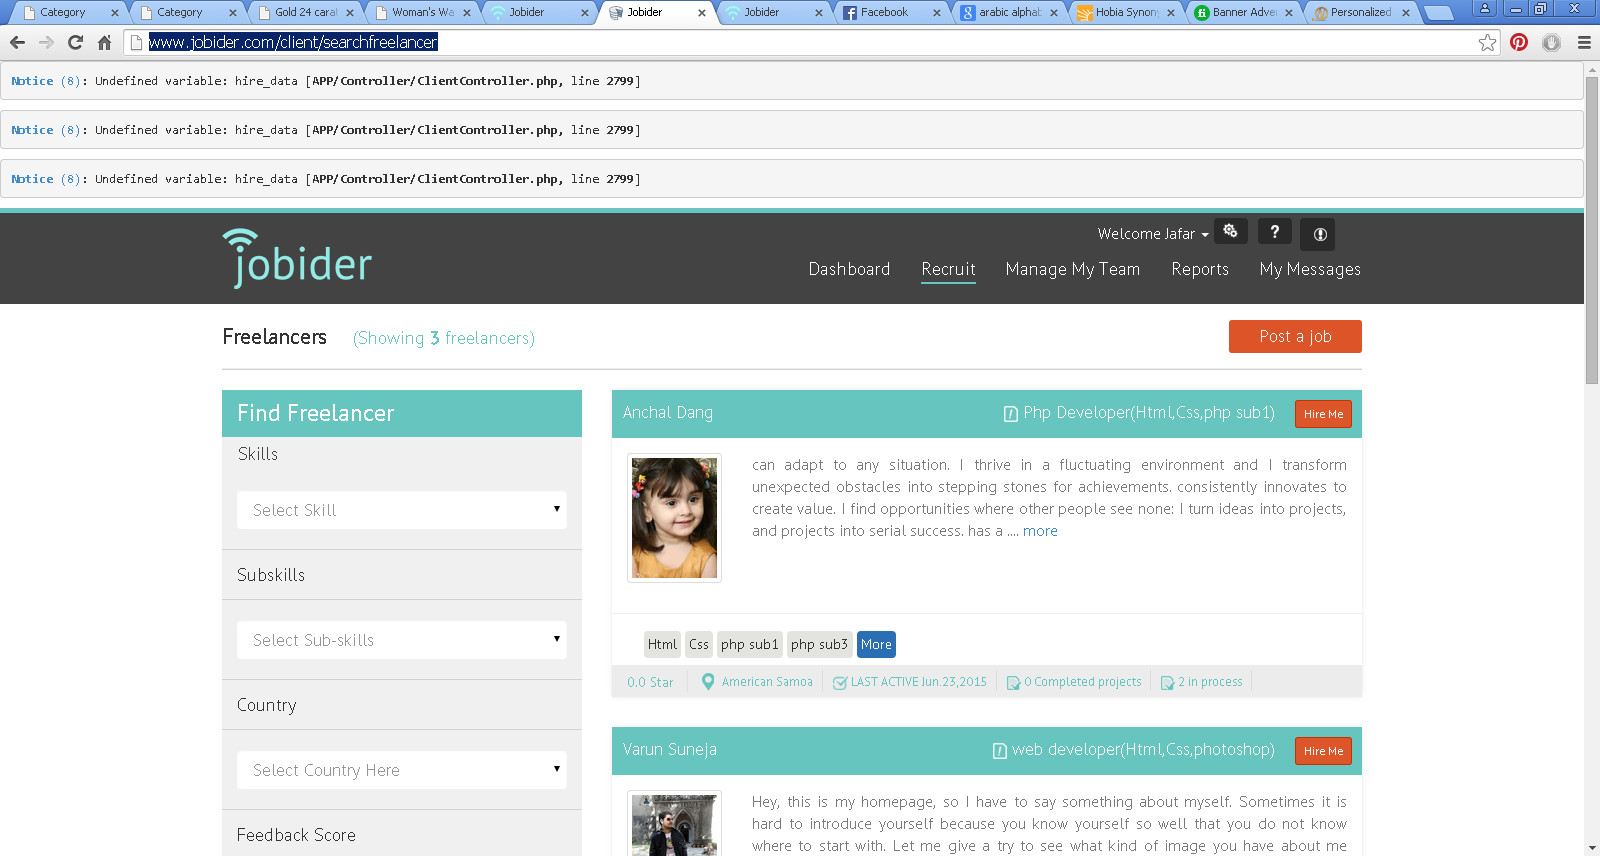 Category
Category
Gold 24 carat
Woman's Wa
Jobider
Jobider
Jobider
Facebook
arabic alphab
Hobia Synony
Banner Adve
Personalized
www.jobider.com/client/searchfreelancer
Notice (8): Undefined variable: hire_data [APP/Controller/ClientController.php, line 2799]
Notice (8): Undefined variable: hire_data [APP/Controller/ClientController.php, line 2799]
Notice (8): Undefined variable: hire_data [APP/Controller/ClientController.php, line 2799]
jobider
Welcome Jafar
?
Dashboard Recruit Manage My Team Reports My Messages
Freelancers (Showing 3 freelancers)
Post a job
Find Freelancer
Skills
Select Skill
Subskills
Select Sub-skills
Country
Select Country Here
Feedback Score
Anchal Dang
Php Developer(Html,Css,php sub1)
Hire Me
can adapt to any situation. I thrive in a fluctuating environment and I transform
unexpected obstacles into stepping stones for achievements. consistently innovates to
create value. I find opportunities where other people see none: I turn ideas into projects,
and projects into serial success. has a .... more
Html Css php sub1 php sub3 More
0.0 Star American Samoa LAST ACTIVE Jun.23,2015 0 Completed projects 2 in process
Varun Suneja
web developer(Html,Css,photoshop)
Hire Me
Hey, this is my homepage, so I have to say something about myself. Sometimes it is
hard to introduce yourself because you know yourself so well that you do not know
where to start with. Let me give a try to see what kind of image you have about me